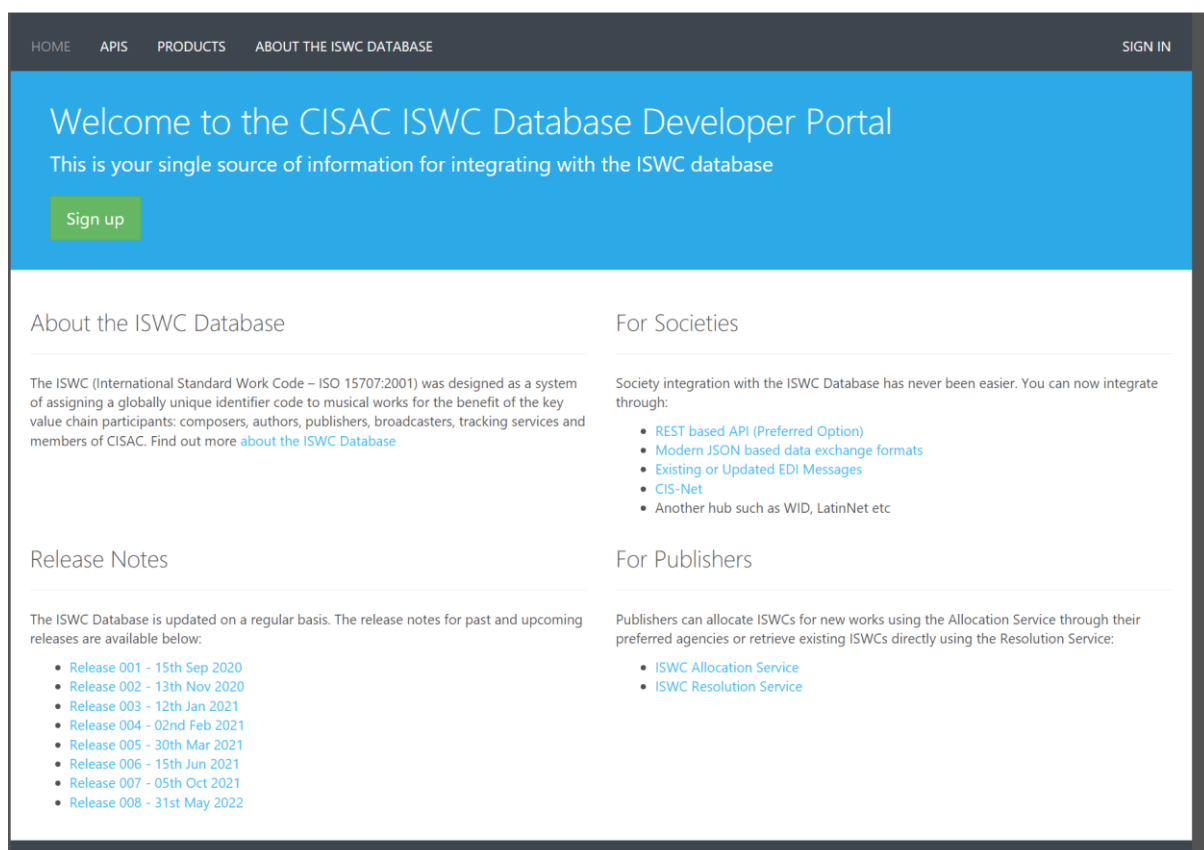 HOME APIS PRODUCTS ABOUT THE ISWC DATABASE SIGN IN
Welcome to the CISAC ISWC Database Developer Portal
This is your single source of information for integrating with the ISWC database
Sign up
About the ISWC Database
The ISWC (International Standard Work Code – ISO 15707:2001) was designed as a system
of assigning a globally unique identifier code to musical works for the benefit of the key
value chain participants: composers, authors, publishers, broadcasters, tracking services and
members of CISAC. Find out more about the ISWC Database
For Societies
Society integration with the ISWC Database has never been easier. You can now integrate
through:
• REST based API (Preferred Option)
• Modern JSON based data exchange formats
• Existing or Updated EDI Messages
• CIS-Net
• Another hub such as WID, LatinNet etc
Release Notes
The ISWC Database is updated on a regular basis. The release notes for past and upcoming
releases are available below:
• Release 001 - 15th Sep 2020
• Release 002 - 13th Nov 2020
• Release 003 - 12th Jan 2021
• Release 004 - 02nd Feb 2021
• Release 005 - 30th Mar 2021
• Release 006 - 15th Jun 2021
• Release 007 - 05th Oct 2021
• Release 008 - 31st May 2022
For Publishers
Publishers can allocate ISWCs for new works using the Allocation Service through their
preferred agencies or retrieve existing ISWCs directly using the Resolution Service:
• ISWC Allocation Service
• ISWC Resolution Service